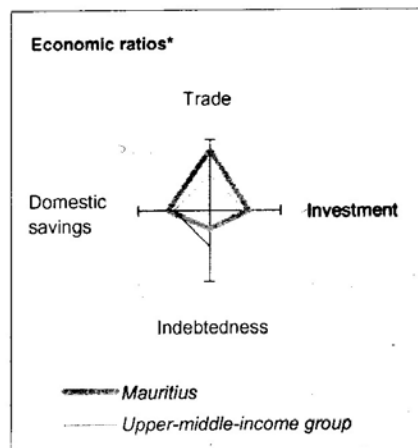 Economic ratios*
Trade
Domestic
savings
Investment
Indebtedness
Mauritius
Upper-middle-income group